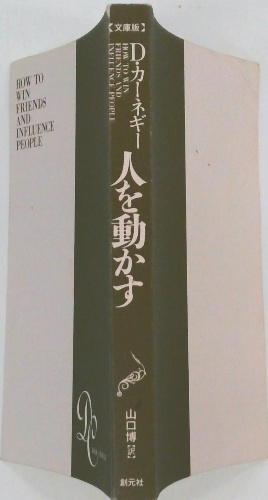 HOW TO
WIN
FRIENDS
AND
INFLUENCE
PEOPLE
【文庫版】
D・カーネギー
HOW TO WIN
FRIENDS AND
INFLUENCE PEOPLE
人を動かす
山口博【訳】
創元社